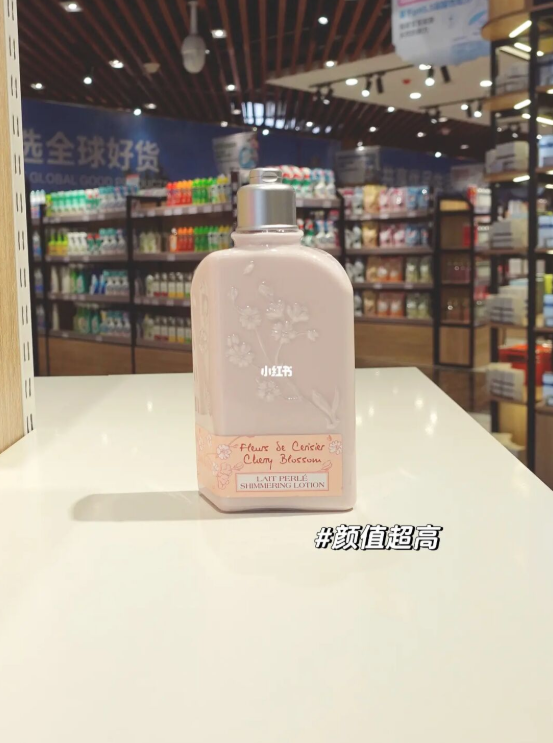 选全球好货
GLOBAL GOOD
小红书
Fleurs de Cerisier
Cherry Blossom
LAIT PERLÉ
SHIMMERING LOTION
#颜值超高